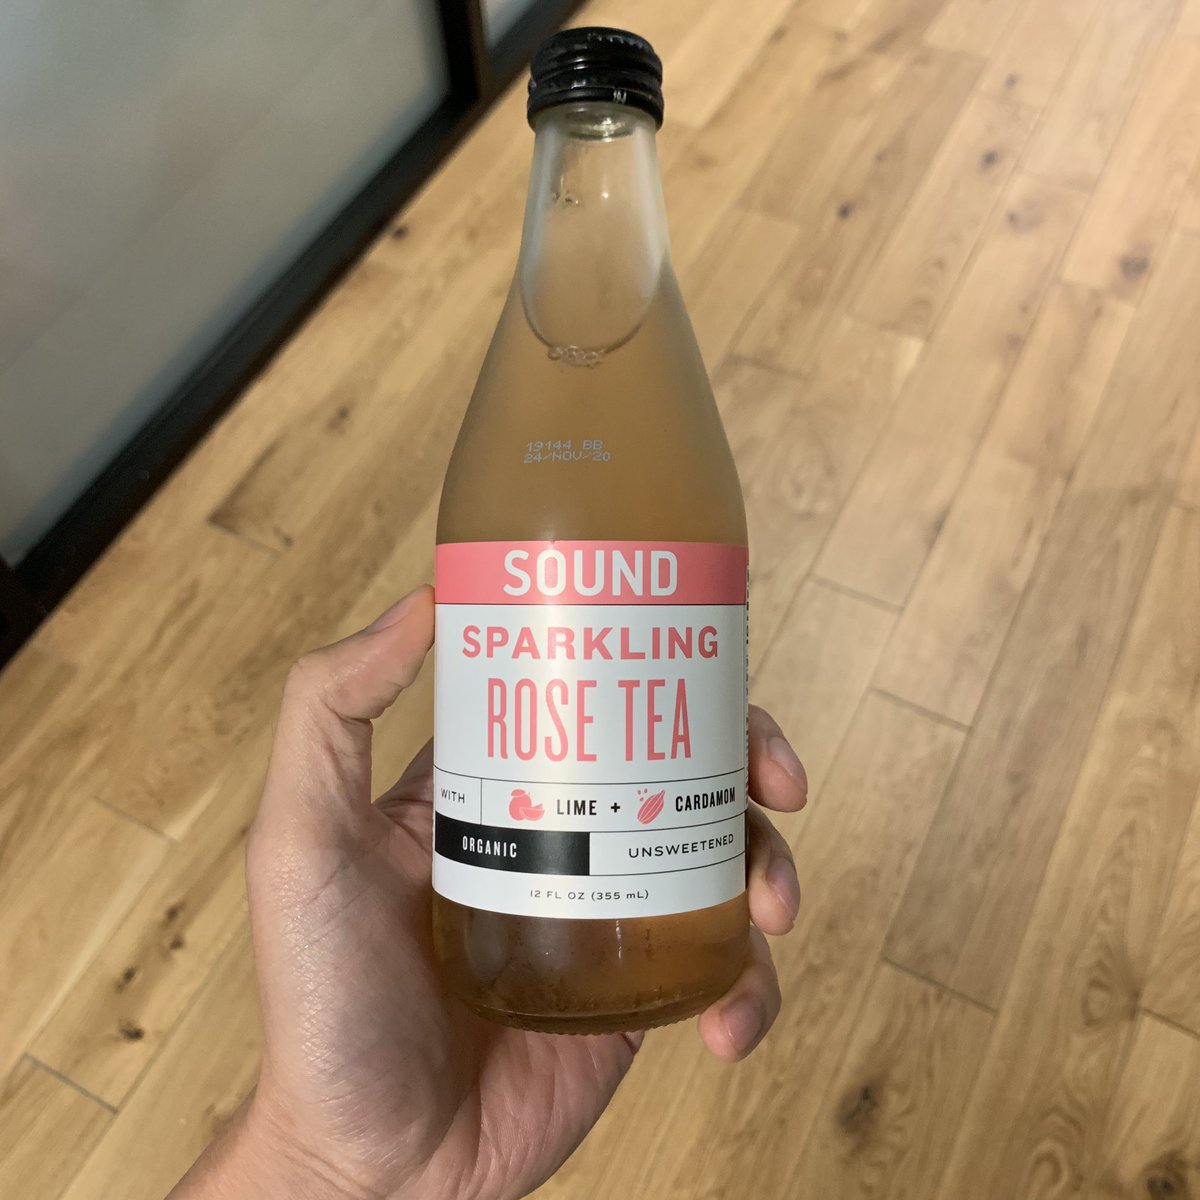 19144 BB
24/NOV/20
SOUND
SPARKLING
ROSE TEA
WITH LIME + CARDAMOM
ORGANIC UNSWEETENED
12 FL OZ (355 mL)